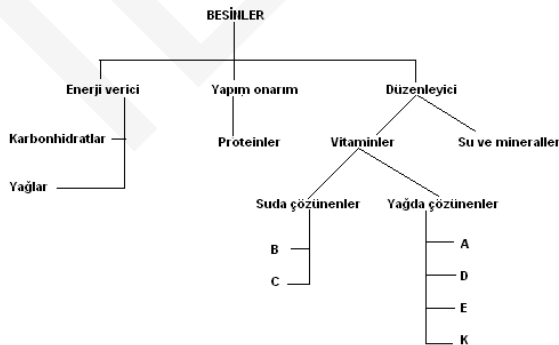 BESİNLER
Enerji verici
Yapım onarım
Düzenleyici
Karbonhidratlar
Proteinler
Vitaminler
Su ve mineraller
Yağlar
Suda çözünenler
Yağda çözünenler
B
C
A
D
E
K